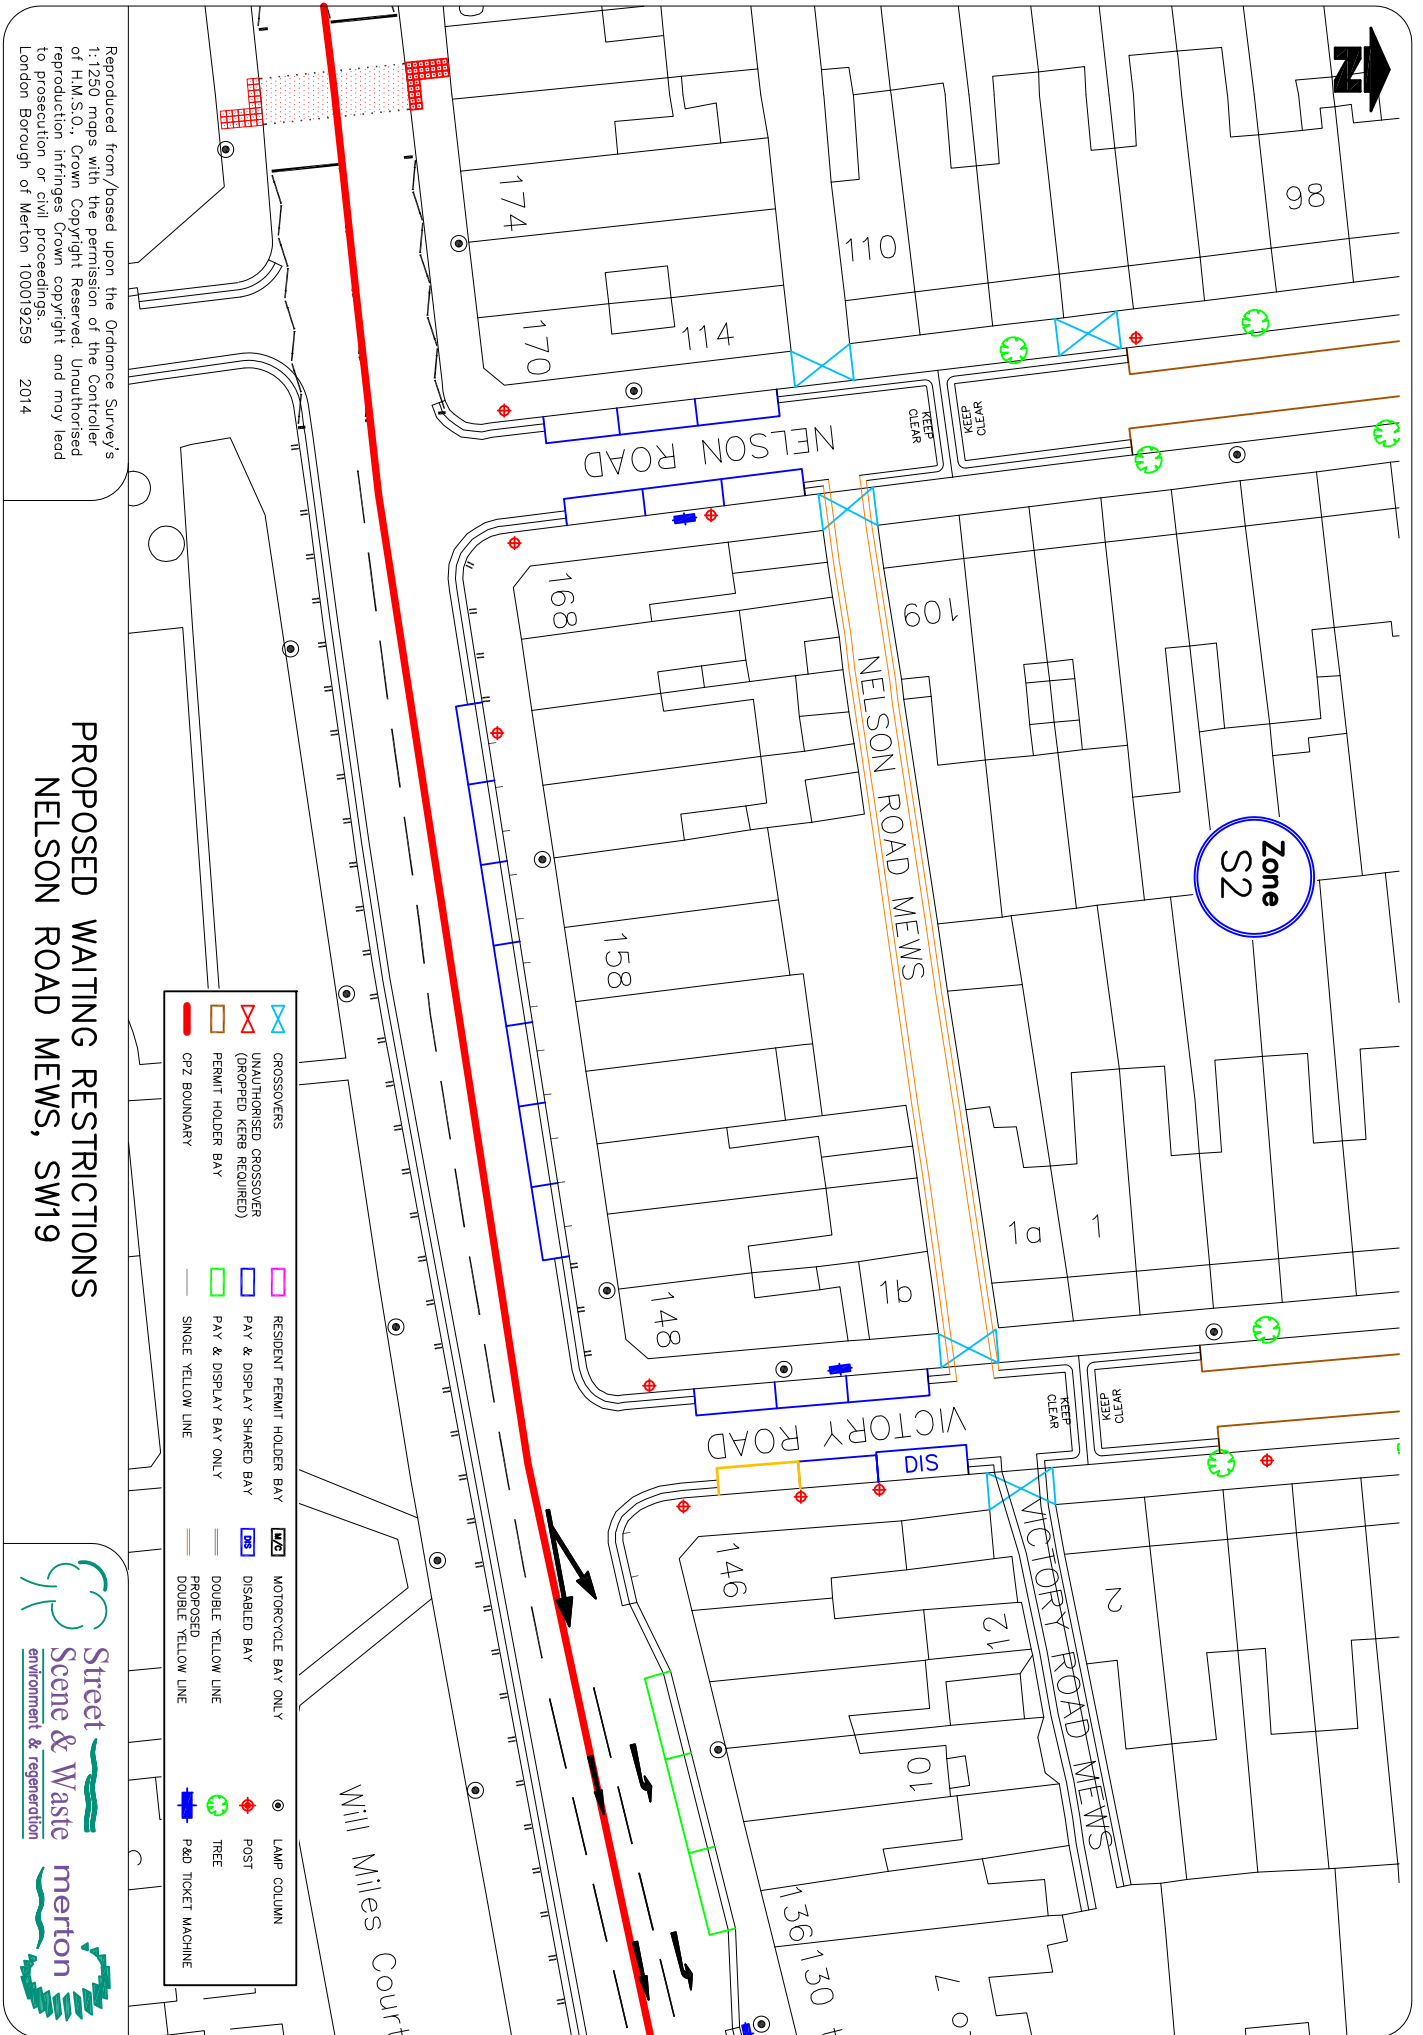 N
98
110
174
170
114
NELSON ROAD
KEEP
CLEAR
KEEP
CLEAR
168
109
NELSON ROAD MEWS
Zone
S2
158
1a
1
1b
148
KEEP
CLEAR
KEEP
CLEAR
VICTORY ROAD
DIS
VICTORY ROAD MEWS
146
2
12
10
136
130
Will Miles Court
CROSSOVERS
UNAUTHORISED CROSSOVER
(DROPPED KERB REQUIRED)
PERMIT HOLDER BAY
CPZ BOUNDARY
RESIDENT PERMIT HOLDER BAY
PAY & DISPLAY SHARED BAY
PAY & DISPLAY BAY ONLY
SINGLE YELLOW LINE
M/C
MOTORCYCLE BAY ONLY
DIS
DISABLED BAY
DOUBLE YELLOW LINE
PROPOSED
DOUBLE YELLOW LINE
LAMP COLUMN
POST
TREE
P&D TICKET MACHINE
Reproduced from/based upon the Ordnance Survey's
1:1250 maps with the permission of the Controller
of H.M.S.O., Crown Copyright Reserved. Unauthorised
reproduction infringes Crown copyright and may lead
to prosecution or civil proceedings.
London Borough of Merton 100019259 2014
PROPOSED WAITING RESTRICTIONS
NELSON ROAD MEWS, SW19
Street
Scene & Waste
environment & regeneration
merton